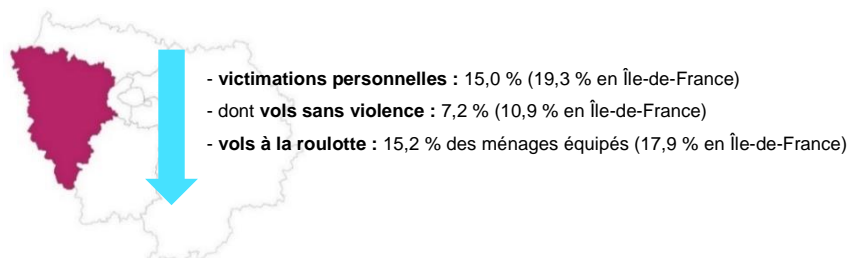 - victimations personnelles : 15,0 % (19,3 % en Île-de-France)
- dont vols sans violence : 7,2 % (10,9 % en Île-de-France)
- vols à la roulotte : 15,2 % des ménages équipés (17,9 % en Île-de-France)